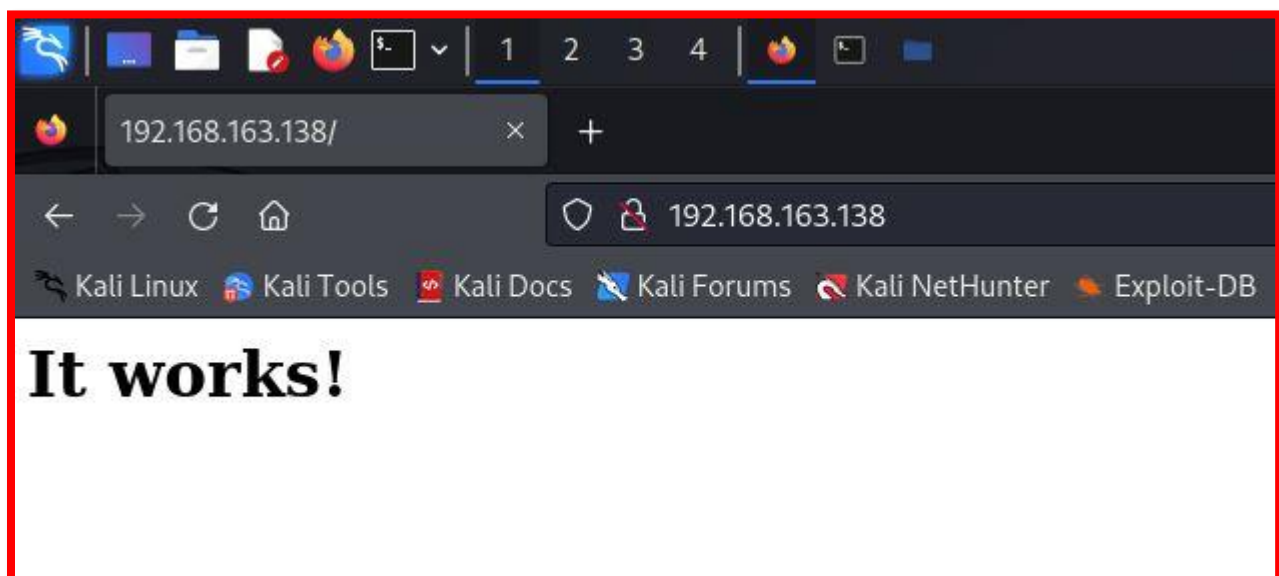 1 2 3 4
192.168.163.138/
192.168.163.138
Kali Linux Kali Tools Kali Docs Kali Forums Kali NetHunter Exploit-DB
It works!